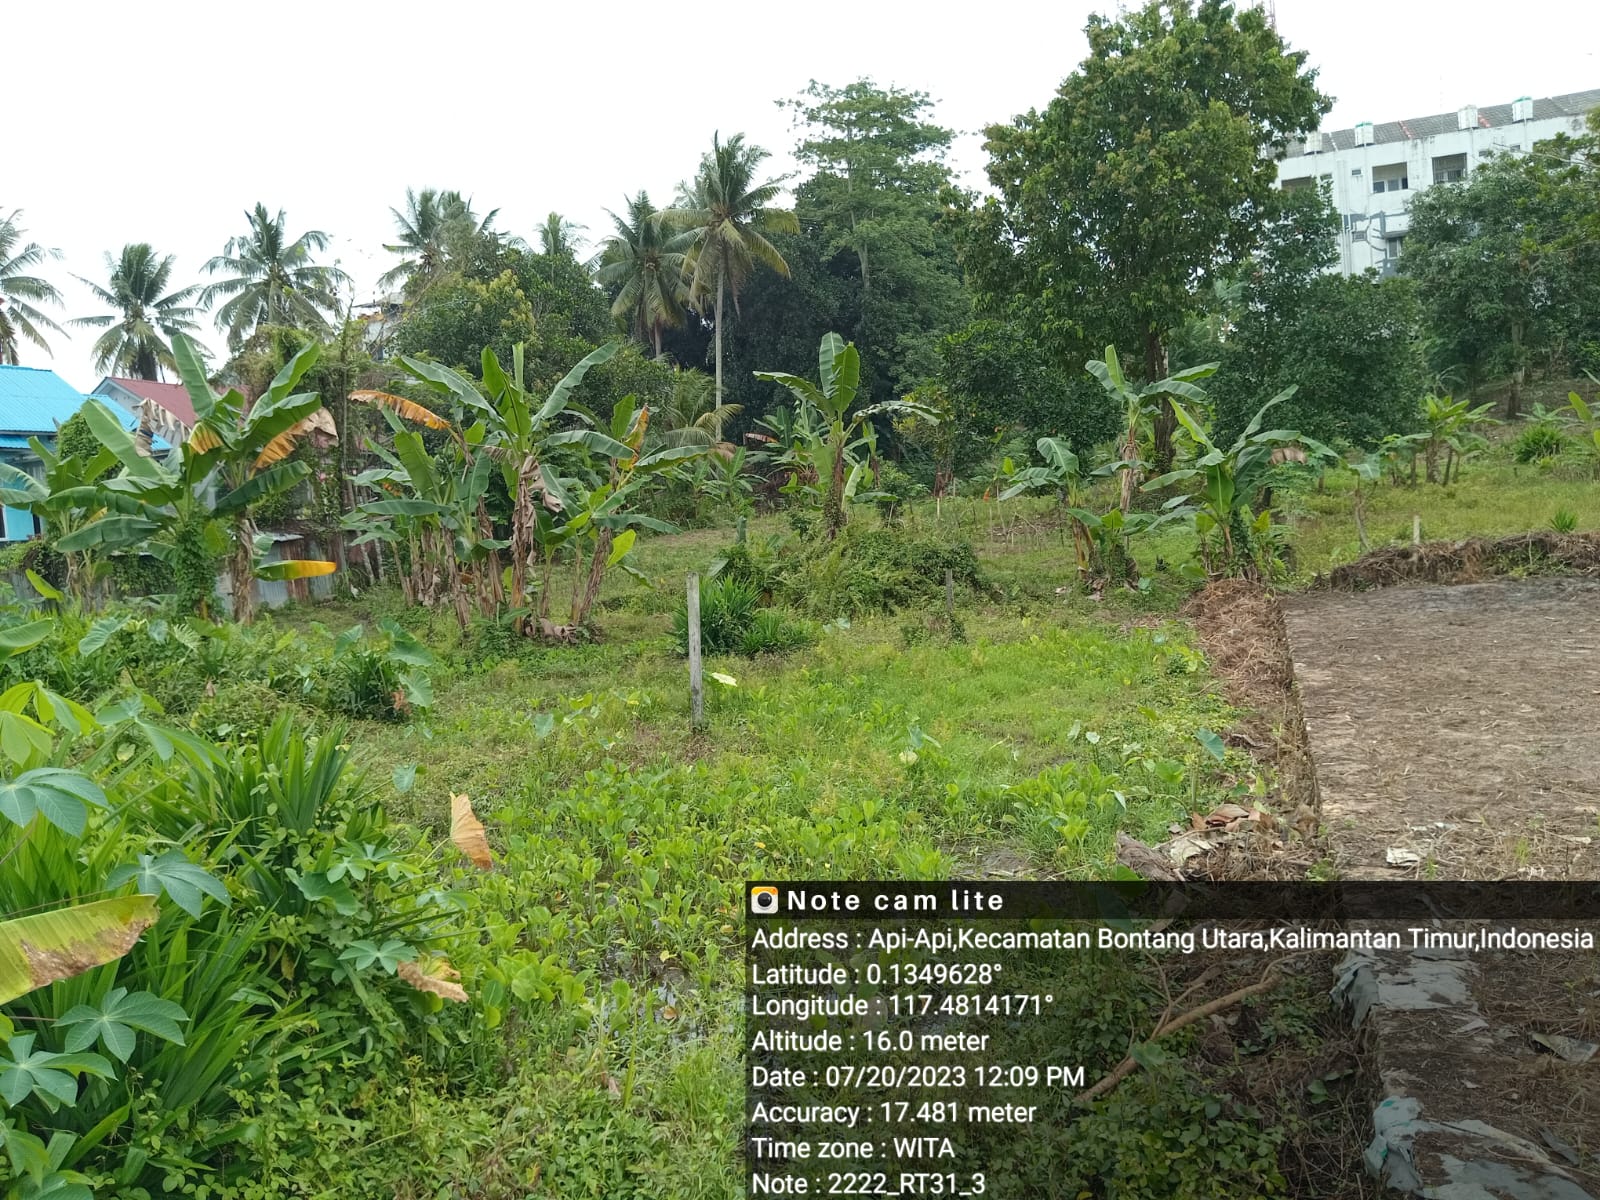 Note cam lite
Address : Api-Api,Kecamatan Bontang Utara,Kalimantan Timur,Indonesia
Latitude : 0.1349628°
Longitude : 117.4814171°
Altitude : 16.0 meter
Date : 07/20/2023 12:09 PM
Accuracy : 17.481 meter
Time zone : WITA
Note : 2222_RT31_3